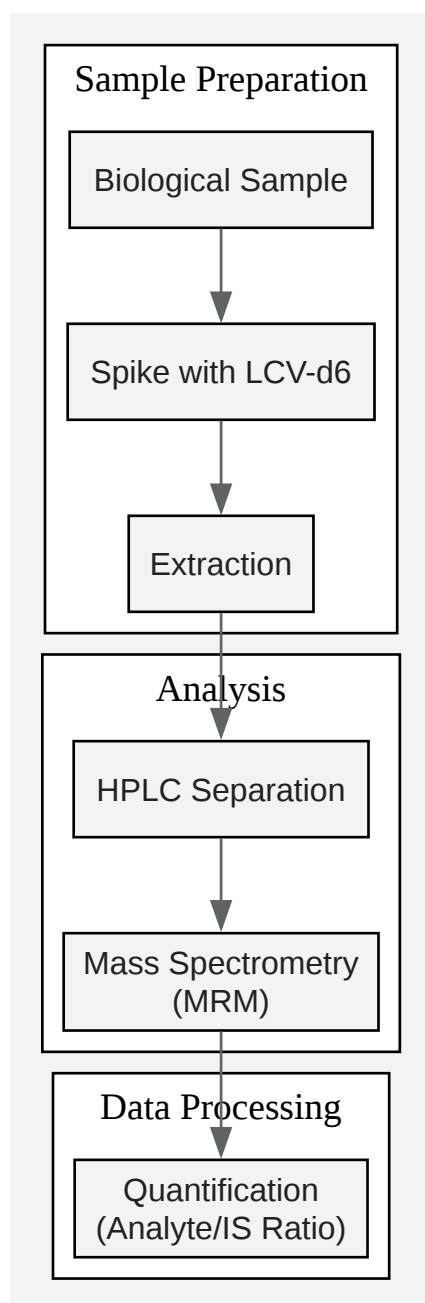 Sample Preparation
Biological Sample
Spike with LCV-d6
Extraction
Analysis
HPLC Separation
Mass Spectrometry
(MRM)
Data Processing
Quantification
(Analyte/IS Ratio)